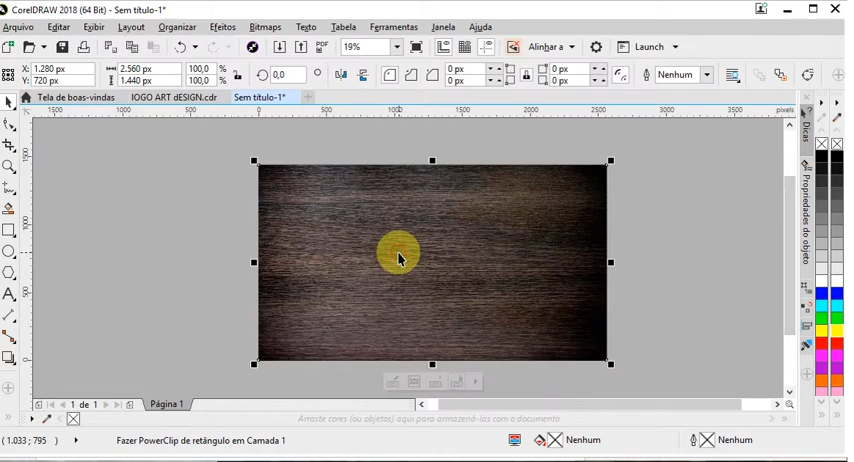 CorelDRAW 2018 (64 Bit) - Sem título-1*
Arquivo Editar Exibir Layout Organizar Efeitos Bitmaps Texto Tabela Ferramentas Janela Ajuda
PDF 19% Alinhar a Launch
X: 1.280 px 2.560 px 100,0 % 0,0 0 px 0 px Nenhum
Y: 720 px 1.440 px 100,0 % 0 px 0 px
Tela de boas-vindas lOGO ART dESIGN.cdr Sem título-1*
1500 1000 500 0 500 1000 1500 2000 2500 3000 3500 pixels
1500
1000
500
0
Dicas
Propriedades do objeto
1 de 1 Página 1
Arraste cores (ou objetos) aqui para armazená-las com o documento
( 1.033 ; 795 ) Fazer PowerClip de retângulo em Camada 1 Nenhum Nenhum